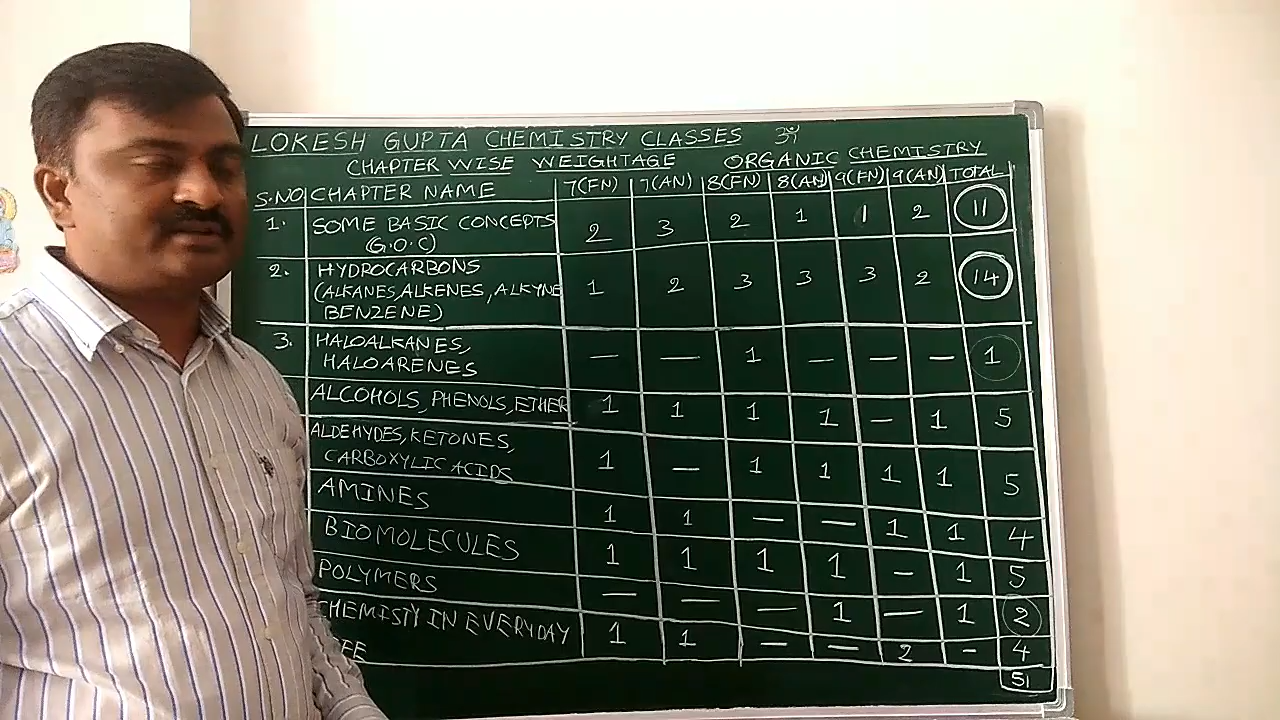 LOKESH GUPTA CHEMISTRY CLASSES ॐ
CHAPTER WISE WEIGHTAGE ORGANIC CHEMISTRY
S.NO CHAPTER NAME 7(FN) 7(AN) 8(FN) 8(AN) 9(FN) 9(AN) TOTAL
1. SOME BASIC CONCEPTS 2 3 2 1 1 2 11
(G.O.C)
2. HYDROCARBONS
(ALKANES, ALKENES, ALKYNE 1 2 3 3 3 2 14
BENZENE)
3. HALOALKANES,
HALOARENES — — 1 — — — 1
ALCOHOLS, PHENOLS, ETHER 1 1 1 1 — 1 5
ALDEHYDES, KETONES,
CARBOXYLIC ACIDS 1 — 1 1 1 1 5
AMINES 1 1 — — 1 1 4
BIOMOLECULES 1 1 1 1 — 1 5
POLYMERS — — — 1 — 1 2
CHEMISTY IN EVERYDAY 1 1 — — 2 - 4
FE
51